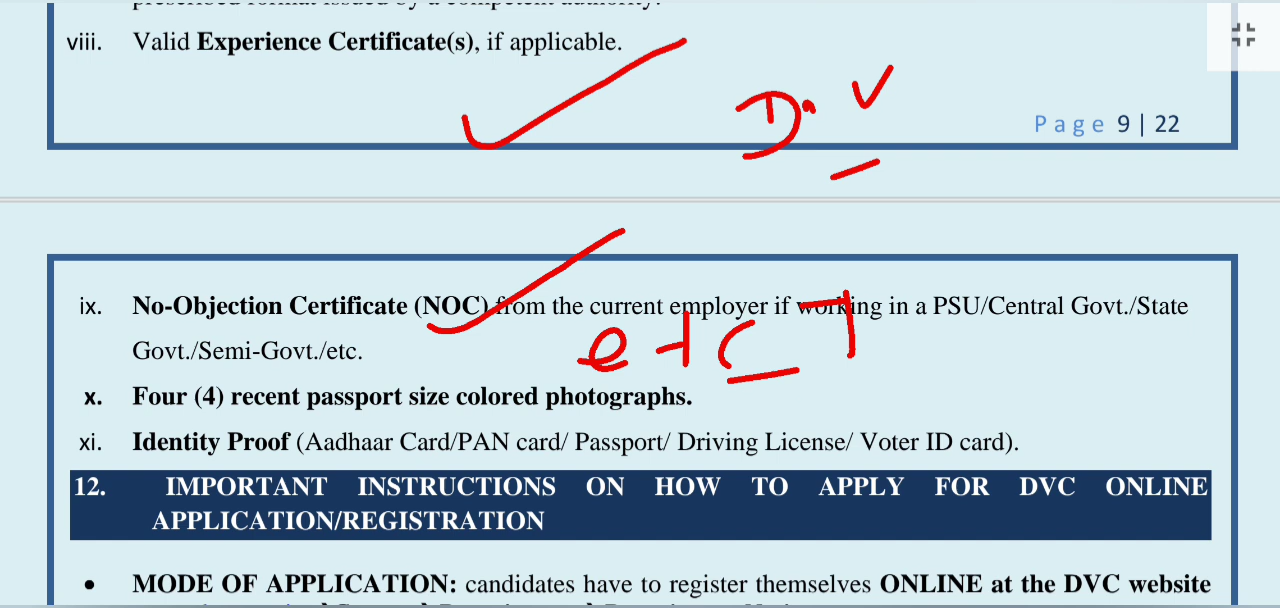 viii. Valid Experience Certificate(s), if applicable.
D. V
Page 9 | 22
ix. No-Objection Certificate (NOC) from the current employer if working in a PSU/Central Govt./State
Govt./Semi-Govt./etc.
etc
x. Four (4) recent passport size colored photographs.
xi. Identity Proof (Aadhaar Card/PAN card/ Passport/ Driving License/ Voter ID card).
12. IMPORTANT INSTRUCTIONS ON HOW TO APPLY FOR DVC ONLINE
APPLICATION/REGISTRATION
• MODE OF APPLICATION: candidates have to register themselves ONLINE at the DVC website